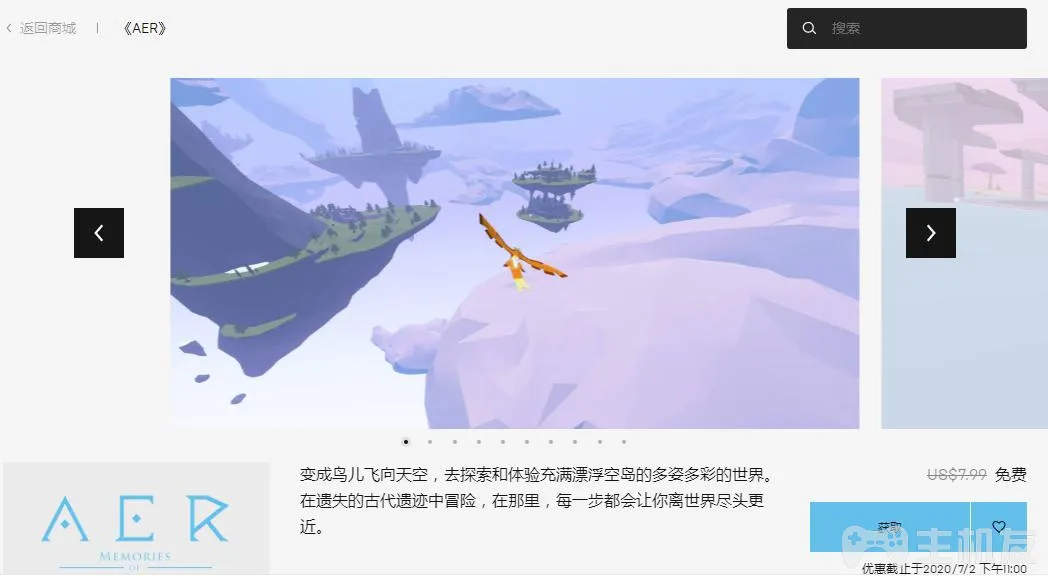 返回商城 | 《AER》
搜索
变成鸟儿飞向天空，去探索和体验充满漂浮空岛的多姿多彩的世界。
在遗失的古代遗迹中冒险，在那里，每一步都会让你离世界尽头更
近。
AER
MEMORIES
OF
US$7.99 免费
获取
主机友
优惠截止于2020/7/2 下午11:00